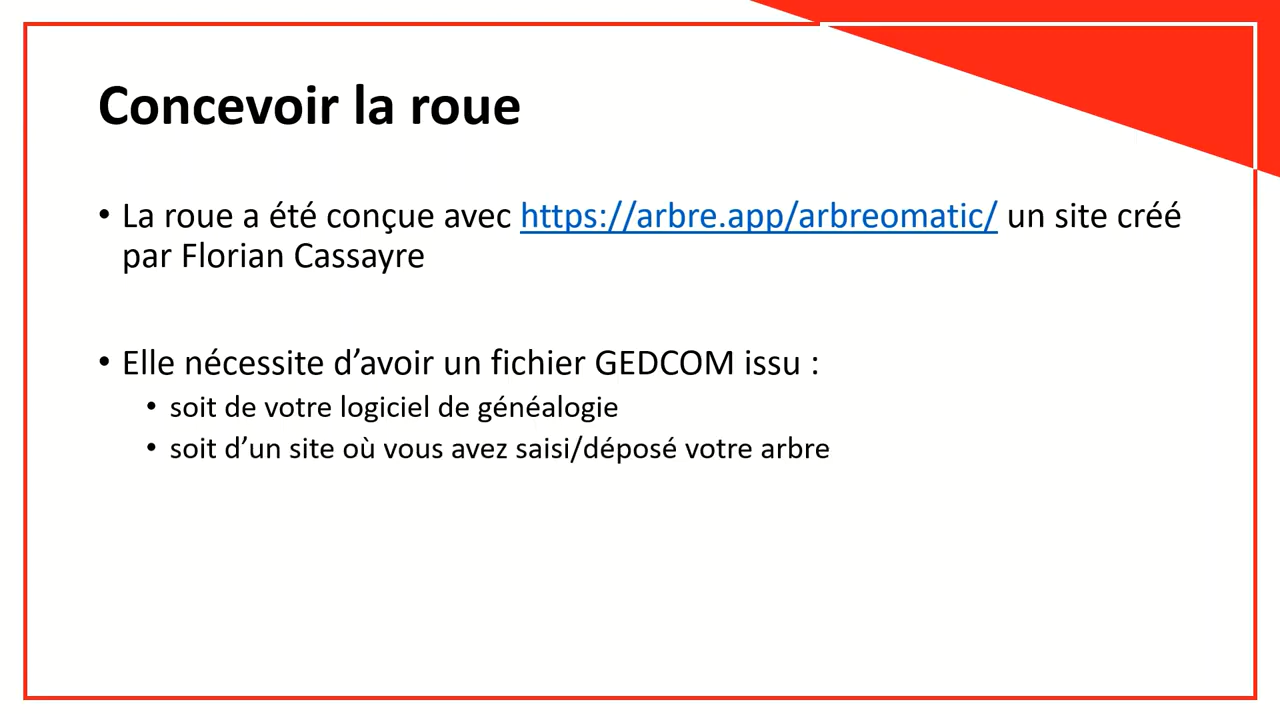 Concevoir la roue
• La roue a été conçue avec https://arbre.app/arbreomatic/ un site créé
par Florian Cassayre
• Elle nécessite d’avoir un fichier GEDCOM issu :
• soit de votre logiciel de généalogie
• soit d’un site où vous avez saisi/déposé votre arbre